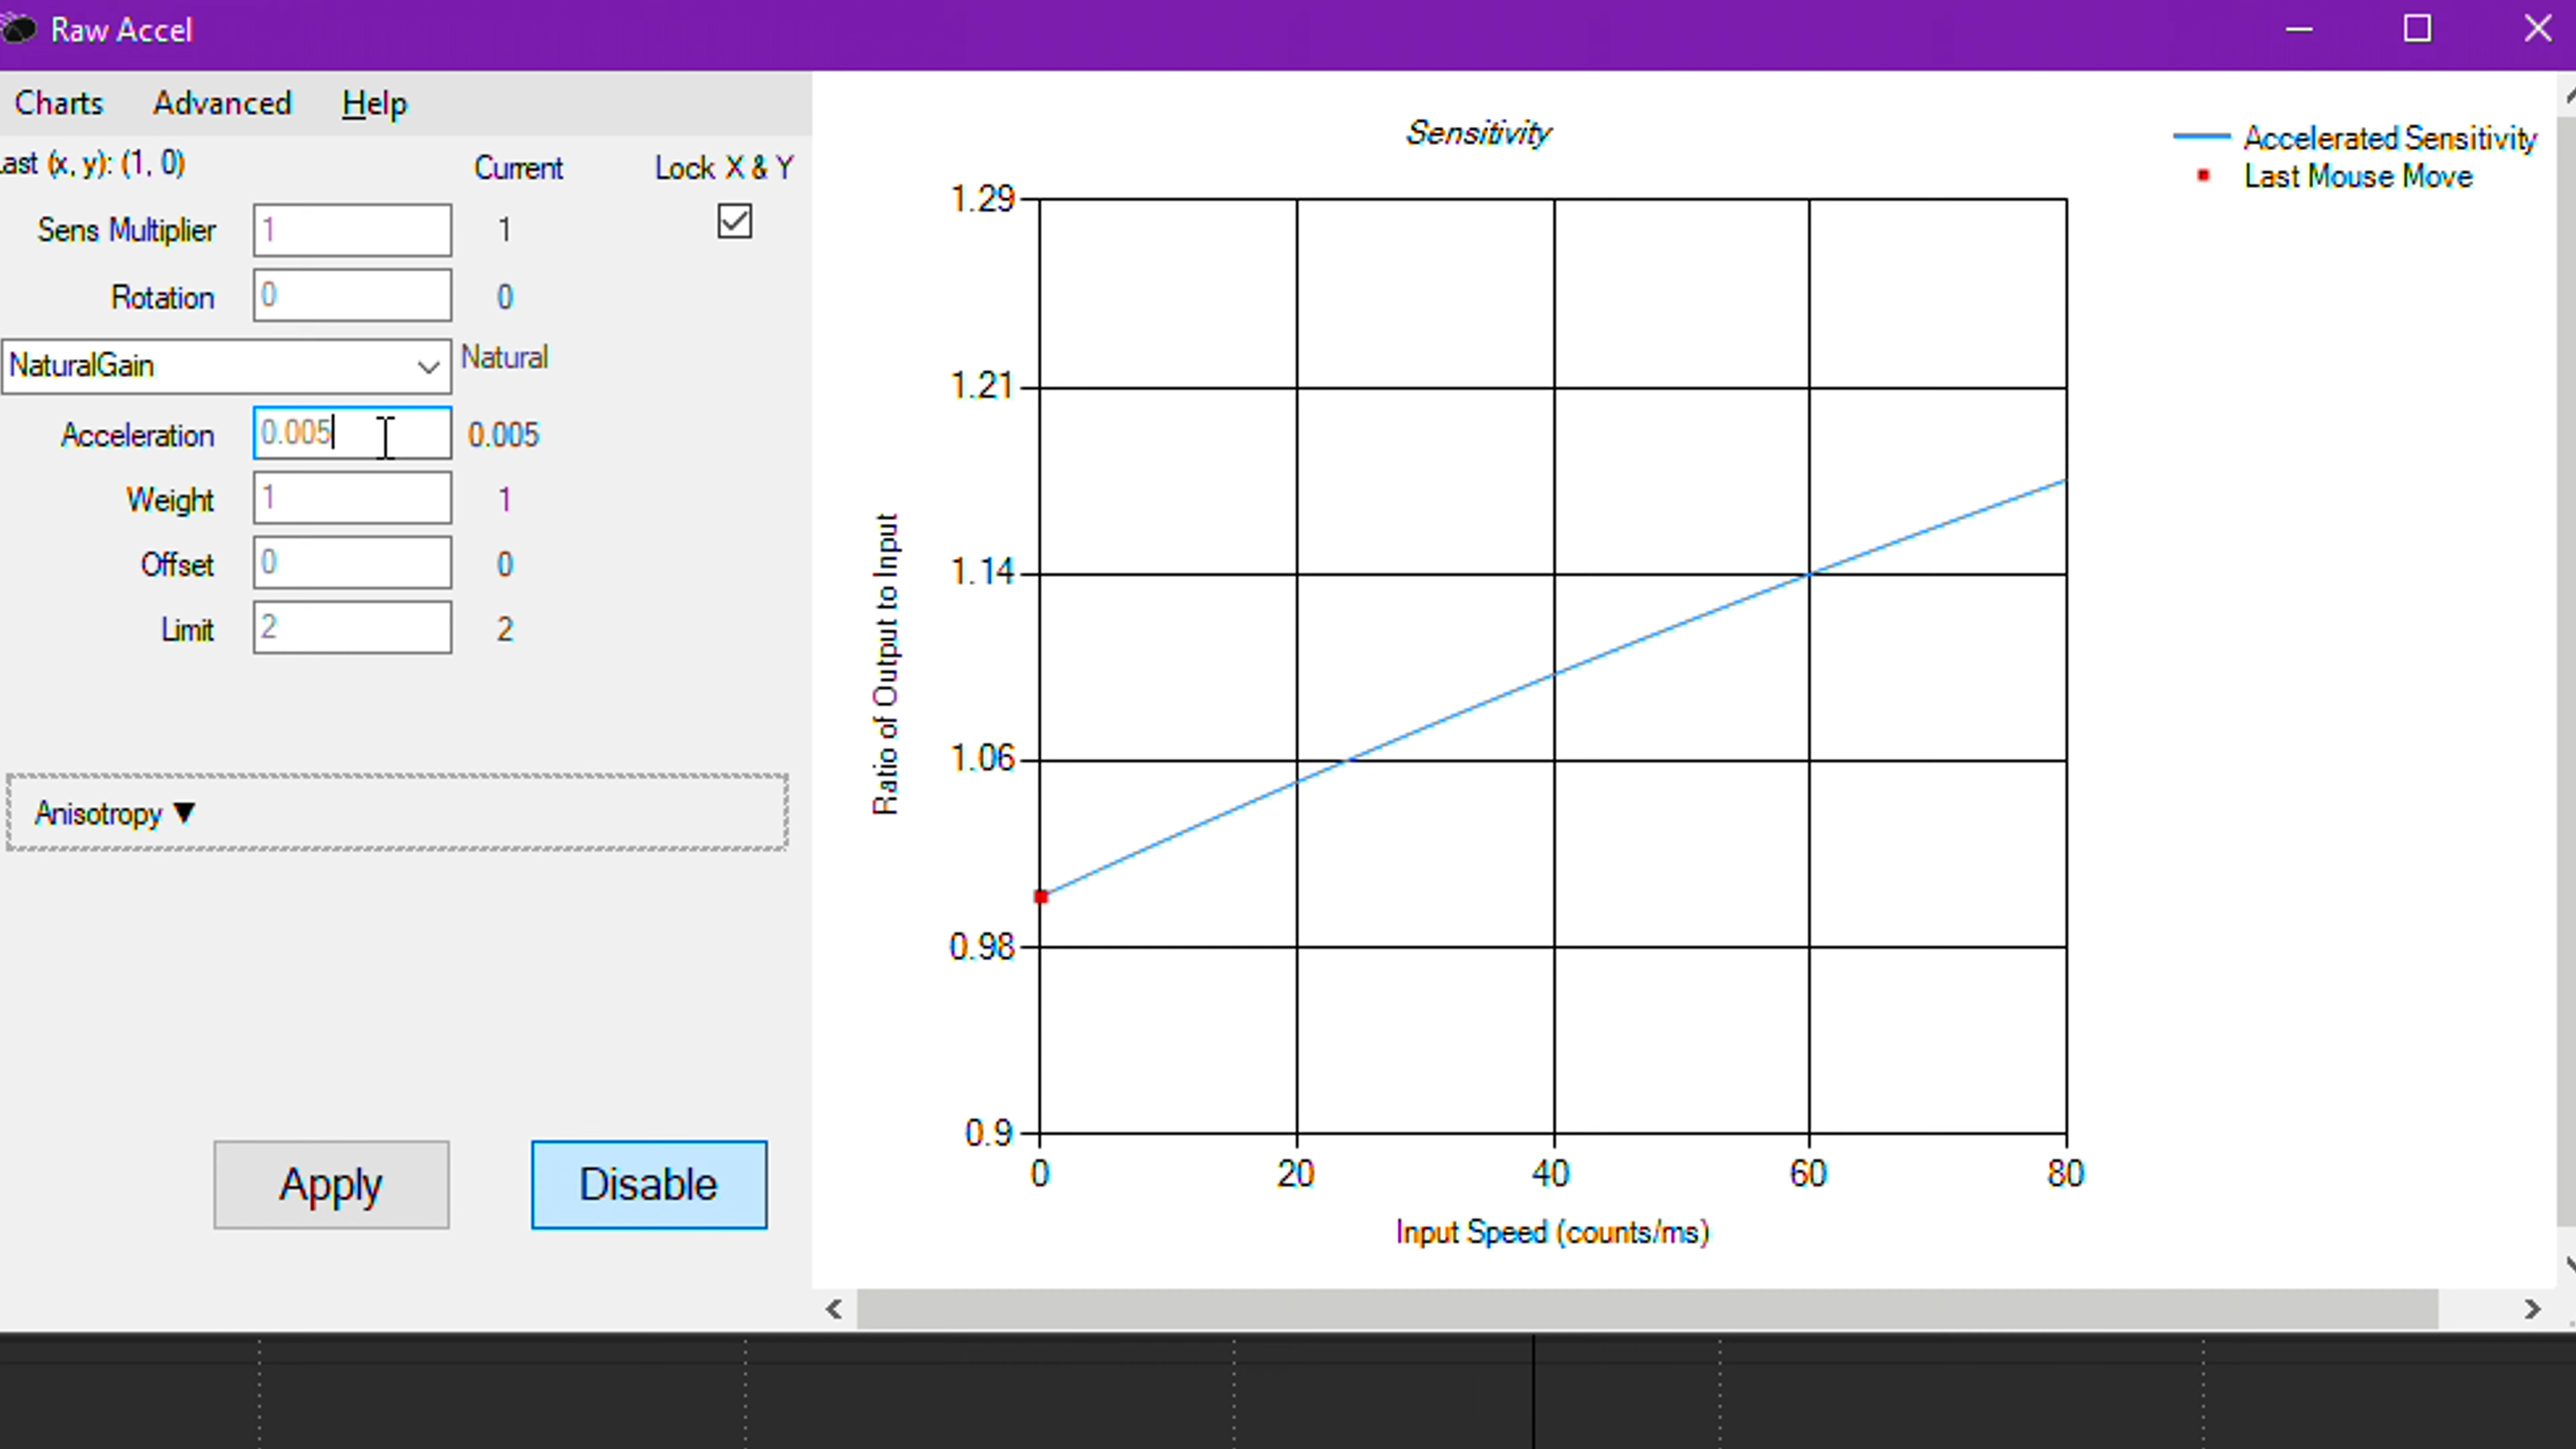 Raw Accel
Charts Advanced Help
Last (x, y): (1, 0) Current Lock X & Y
Sens Multiplier 1 1
Rotation 0 0
NaturalGain Natural
Acceleration 0.005 0.005
Weight 1 1
Offset 0 0
Limit 2 2
Anisotropy ▼
Apply Disable
Sensitivity
Accelerated Sensitivity
Last Mouse Move
Ratio of Output to Input
1.29
1.21
1.14
1.06
0.98
0.9
0 20 40 60 80
Input Speed (counts/ms)